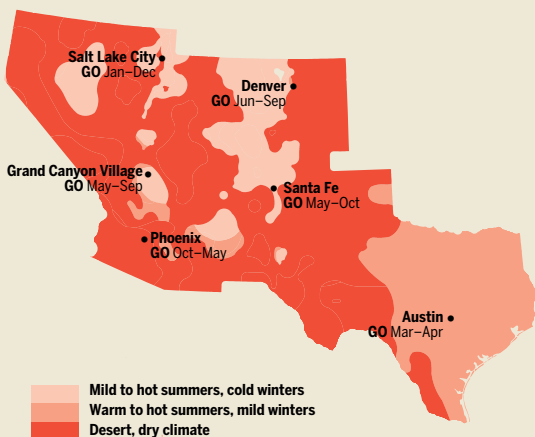 Salt Lake City
GO Jan–Dec
Denver
GO Jun–Sep
Grand Canyon Village
GO May–Sep
Santa Fe
GO May–Oct
Phoenix
GO Oct–May
Austin
GO Mar–Apr
Mild to hot summers, cold winters
Warm to hot summers, mild winters
Desert, dry climate